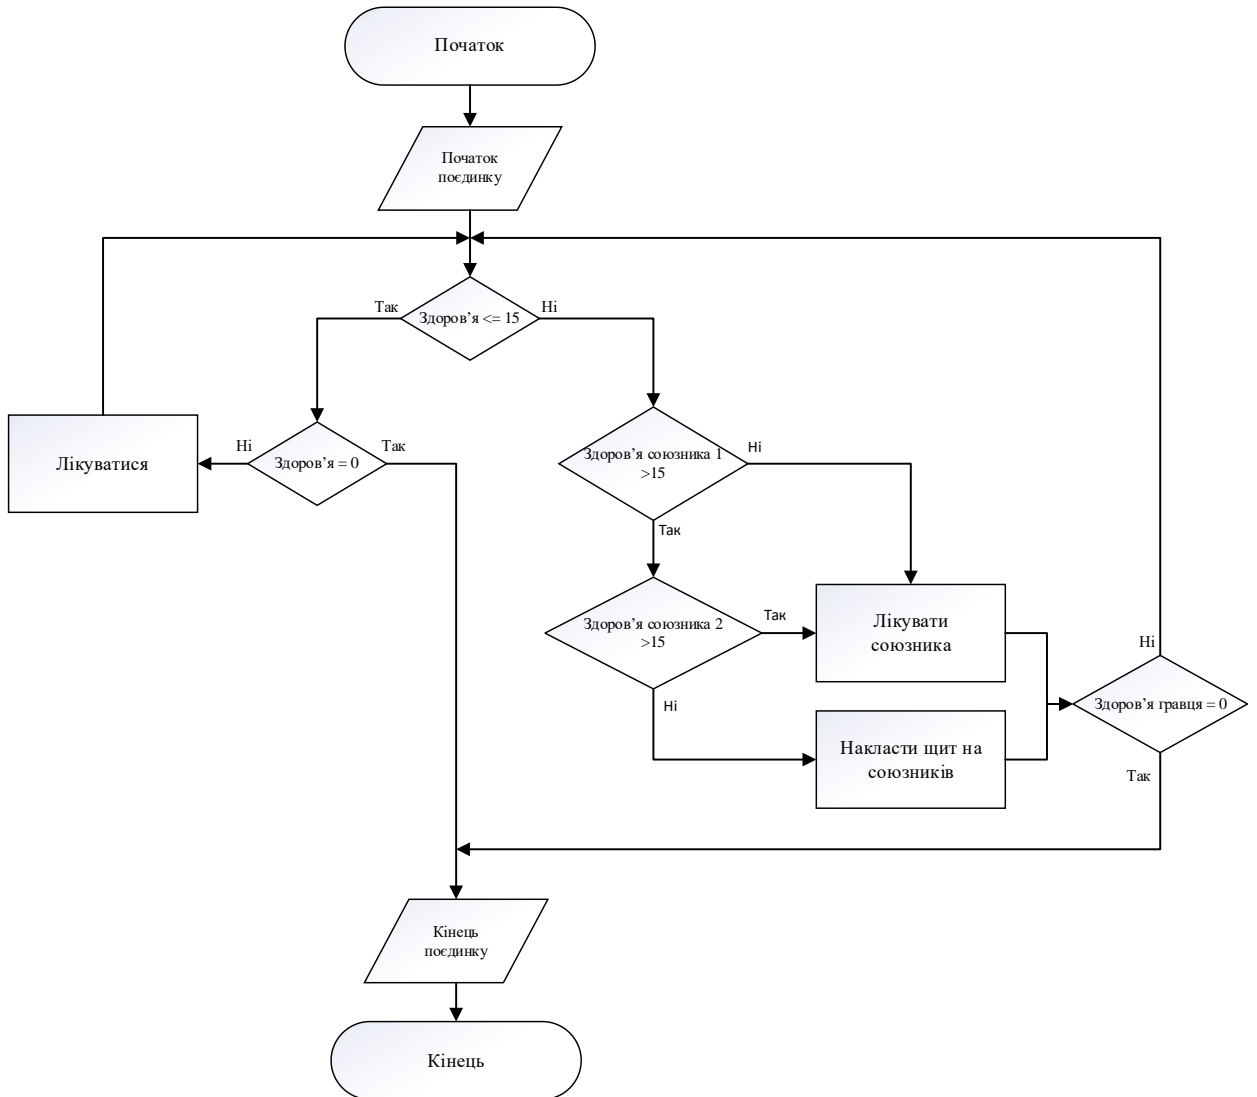 Початок
Початок
поєдинку
Так
Здоров’я <= 15
Ні
Лікуватися
Ні
Здоров’я = 0
Так
Здоров’я союзника 1
>15
Ні
Так
Здоров’я союзника 2
>15
Так
Ні
Лікувати
союзника
Накласти щит на
союзників
Ні
Здоров’я гравця = 0
Так
Кінець
поєдинку
Кінець